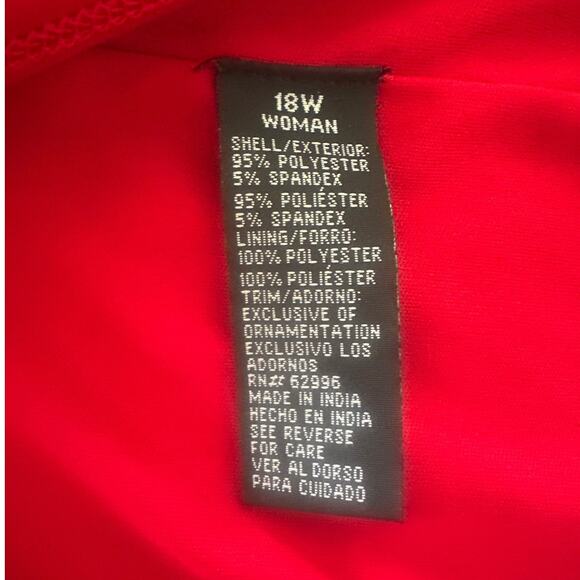 18W
WOMAN
SHELL/EXTERIOR:
95% POLYESTER
5% SPANDEX
95% POLIÉSTER
5% SPANDEX
LINING/FORRO:
100% POLYESTER
100% POLIÉSTER
TRIM/ADORNO:
EXCLUSIVE OF
ORNAMENTATION
EXCLUSIVO LOS
ADORNOS
RN# 62996
MADE IN INDIA
HECHO EN INDIA
SEE REVERSE
FOR CARE
VER AL DORSO
PARA CUIDADO